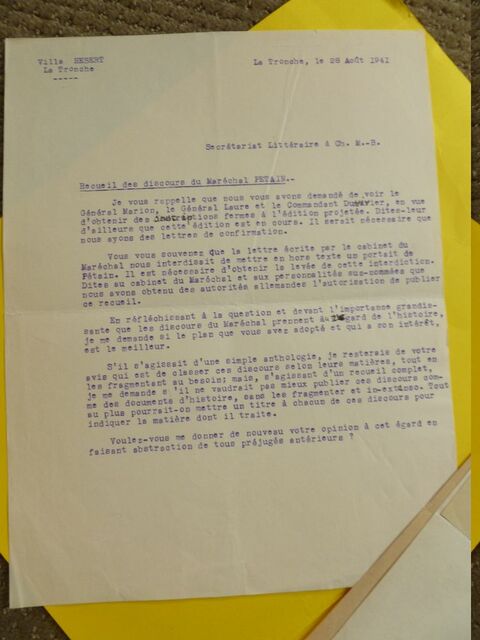 Villa HEBERT
La Tronche
-----
La Tronche, le 28 Août 1941
Secrétariat Littéraire à Ch. M.-B.
Recueil des discours du Maréchal PETAIN.-
Je vous rappelle que nous vous avons demandé de voir le
Général Marion, le Général Laure et le Commandant en vue
d'obtenir des fermes à l'édition projetée. Dites-leur
d'ailleurs que cette édition est en cours. Il serait nécessaire que
nous ayons des lettres de confirmation.
Vous vous souvenez que la lettre écrite par le cabinet du
Maréchal nous interdisait de mettre en hors texte un portait de
Pétain. Il est nécessaire d'obtenir la levée de cette interdiction.
Dites au cabinet du Maréchal et aux personnalités sus-nommées que
nous avons obtenu des autorités allemandes l'autorisation de publier
ce recueil.
En réfléchissant à la question et devant l'importance grandis-
sante que les discours du Maréchal prennent égard de l'histoire,
je me demande si le plan que vous avez adopté et qui a son intérêt,
est le meilleur.
S'il s'agissait d'une simple anthologie, je resterais de votre
avis qui est de classer ces discours selon leurs matières, tout en
les fragmentant au besoin; mais, s'agissant d'un recueil complet,
je me demande s'il ne vaudrait pas mieux publier ces discours com-
me des documents d'histoire, sans les fragmenter et in-extenso. Tout
au plus pourrait-on mettre un titre à chacun de ces discours pour
indiquer la matière dont il traite.
Voulez-vous me donner de nouveau votre opinion à cet égard en
faisant abstraction de tous préjugés antérieurs ?